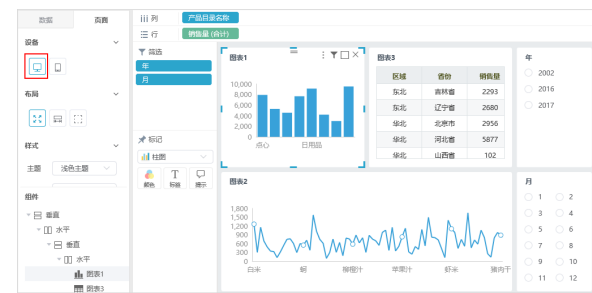 数据 页面
设备
布局
样式
主题 浅色主题
组件
垂直
水平
垂直
水平
图表1
图表3
列 产品目录名称
行 销售量 (合计)
筛选
年
月
标记
柱图
颜色 标签 提示
图表1
10,000
8,000
6,000
4,000
2,000
0
点心 日用品
图表3
区域 省份 销售量
东北 吉林省 2293
东北 辽宁省 2680
华北 北京市 2956
华北 河北省 5877
华北 山西省 102
年
2002
2016
2017
图表2
1,800
1,500
1,200
900
600
300
0
白米 蚵 柳橙汁 苹果汁 虾米 猪肉干
月
1 2
3 4
5 6
7 8
9 10
11 12